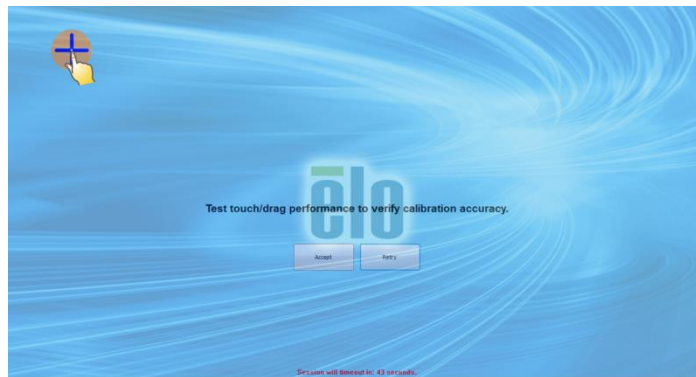 elo
Test touch/drag performance to verify calibration accuracy.
Accept Retry
Session will timeout in: 43 seconds.